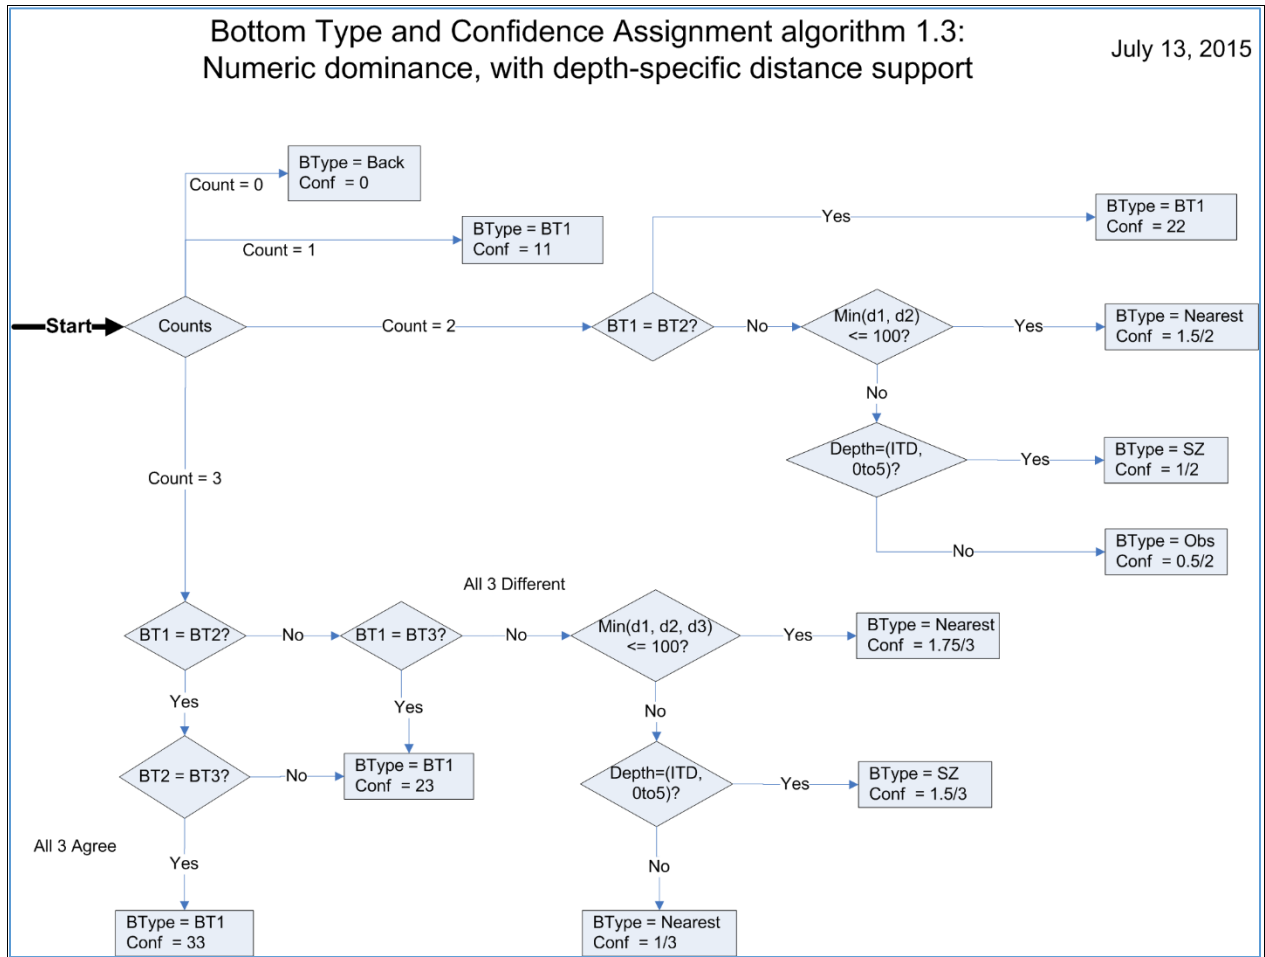 Bottom Type and Confidence Assignment algorithm 1.3:
Numeric dominance, with depth-specific distance support
July 13, 2015
BType = Back
Conf = 0
Count = 0
BType = BT1
Conf = 11
Count = 1
Yes
BType = BT1
Conf = 22
Start
Counts
Count = 2
BT1 = BT2?
No
Min(d1, d2)
<= 100?
Yes
BType = Nearest
Conf = 1.5/2
No
Depth=(ITD,
0to5)?
Yes
BType = SZ
Conf = 1/2
No
BType = Obs
Conf = 0.5/2
Count = 3
All 3 Different
BT1 = BT2?
No
BT1 = BT3?
No
Min(d1, d2, d3)
<= 100?
Yes
BType = Nearest
Conf = 1.75/3
Yes
Yes
No
BT2 = BT3?
No
BType = BT1
Conf = 23
Depth=(ITD,
0to5)?
Yes
BType = SZ
Conf = 1.5/3
All 3 Agree
Yes
No
BType = BT1
Conf = 33
BType = Nearest
Conf = 1/3